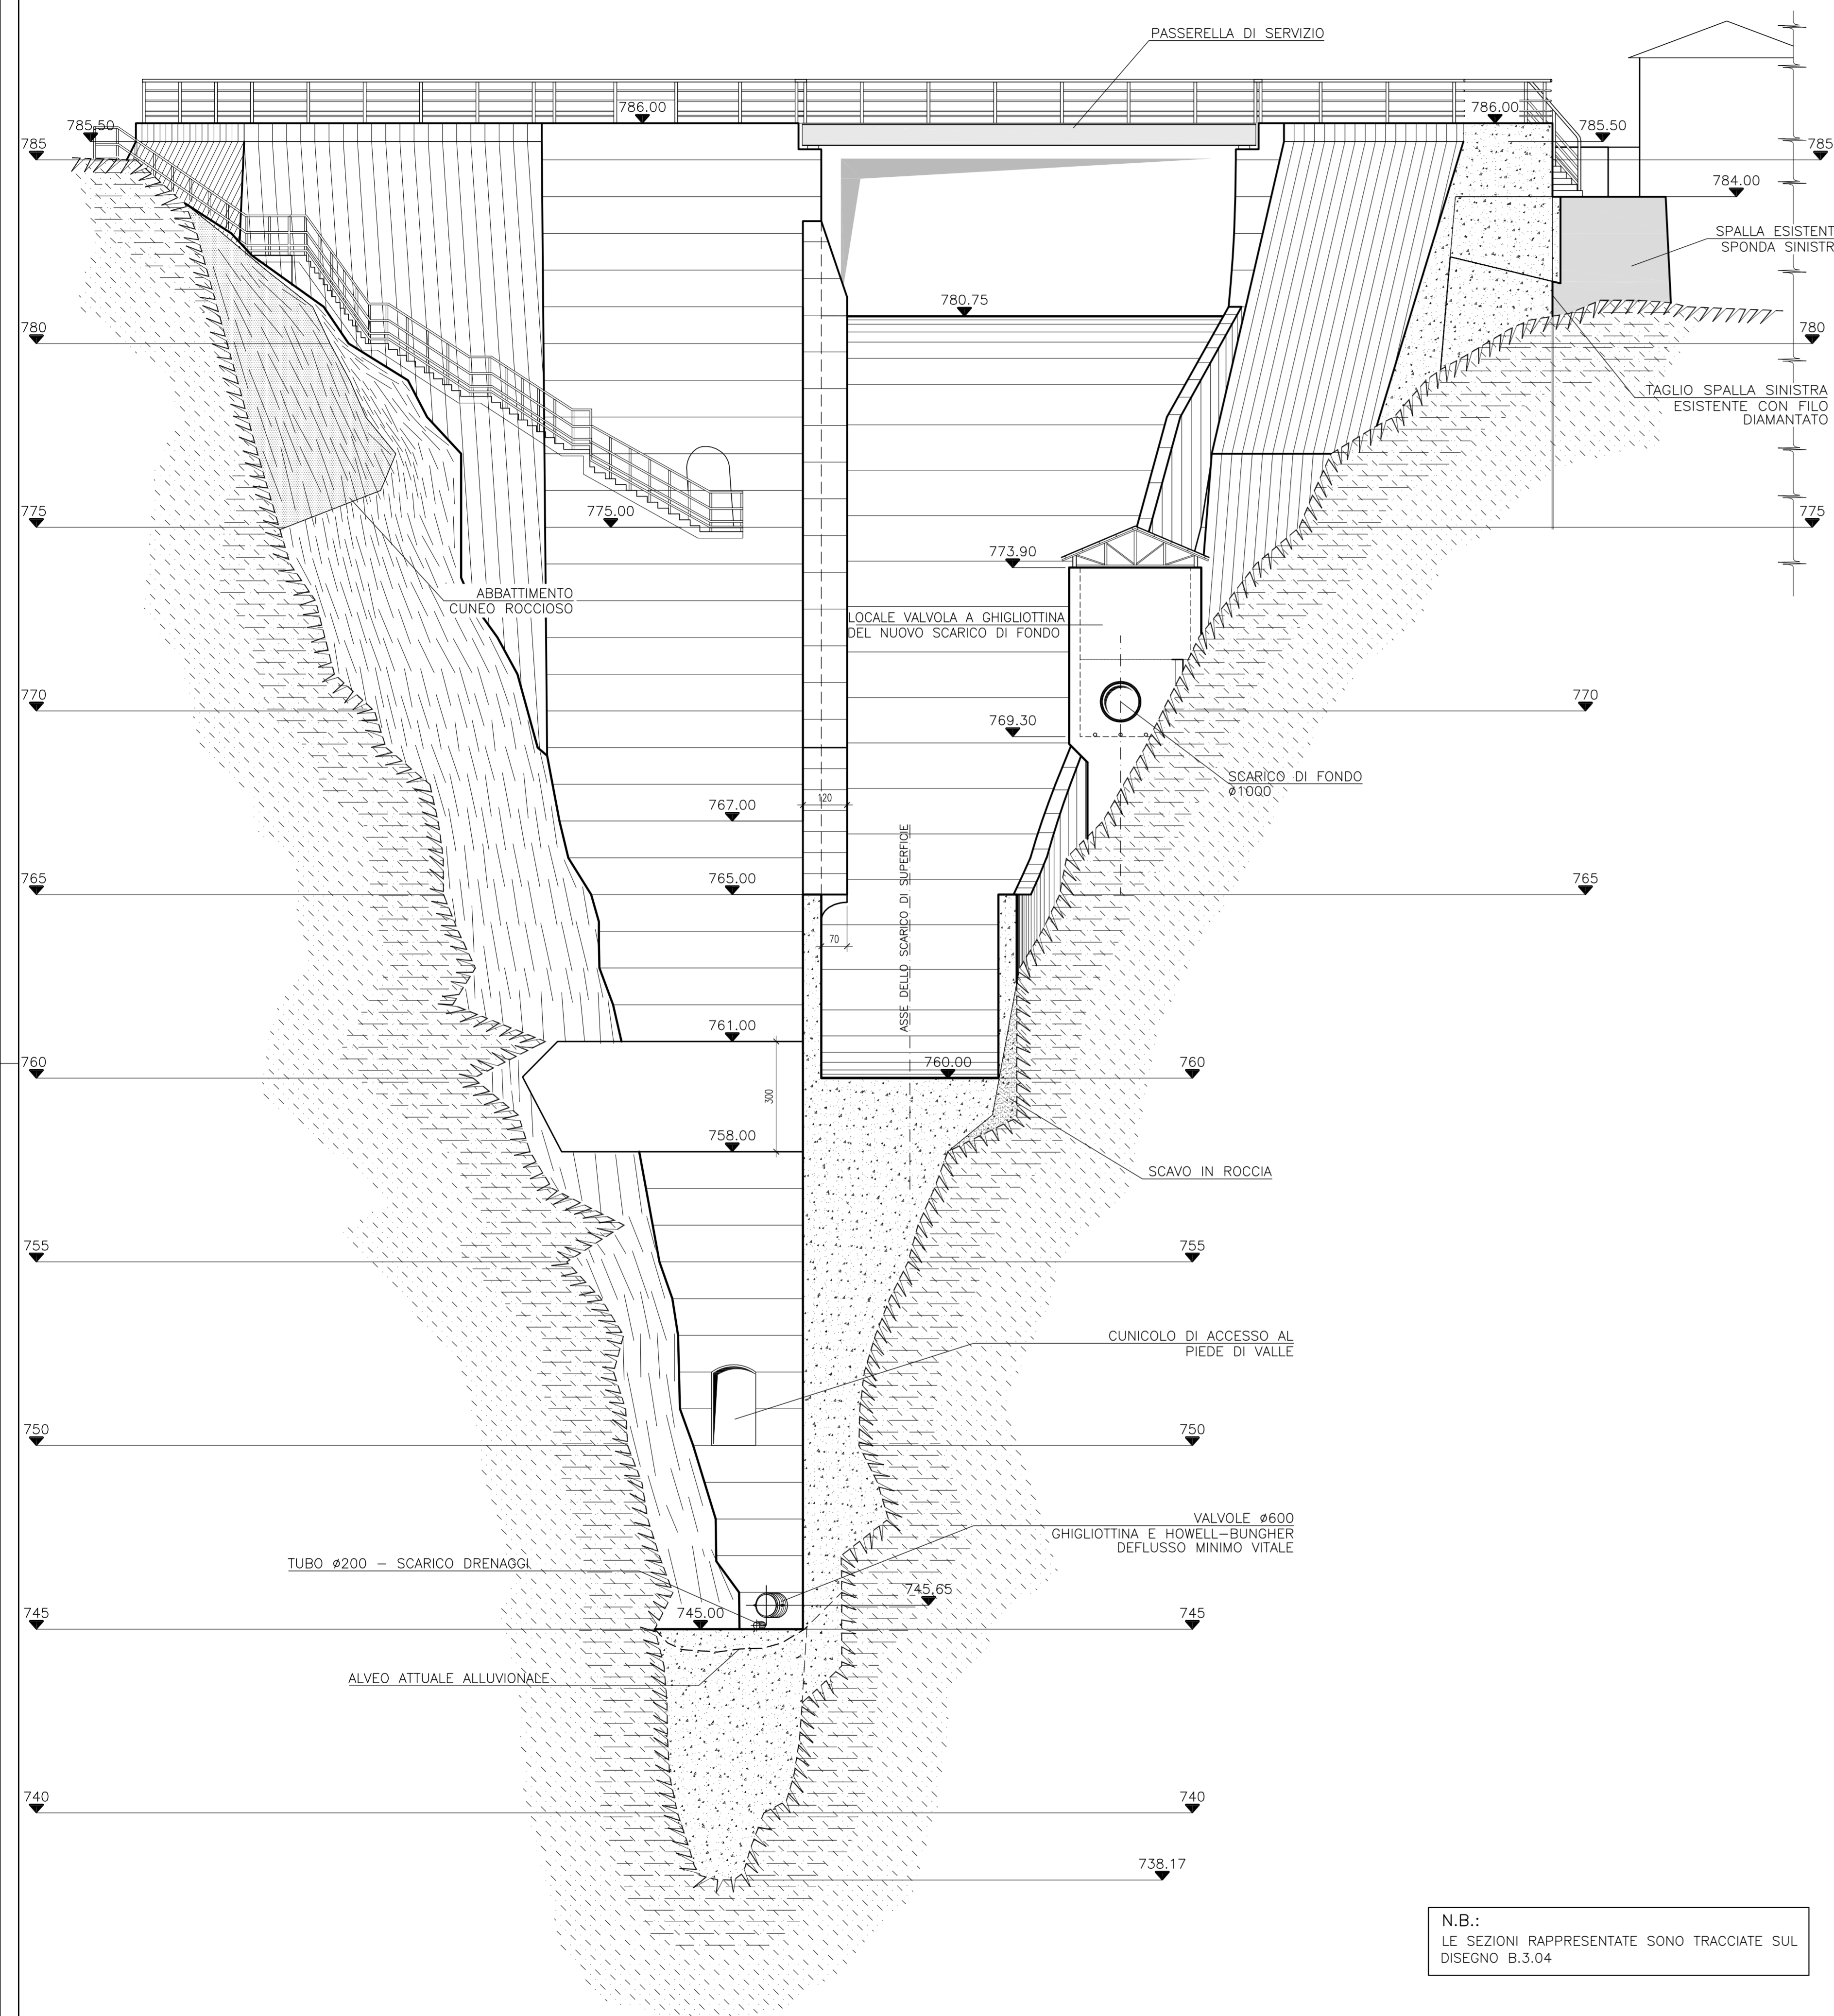 PASSERELLA DI SERVIZIO
786.00
786.00
785.50
785.50
785
785
784.00
SPALLA ESISTENT
SPONDA SINISTR
780.75
780
780
TAGLIO SPALLA SINISTRA
ESISTENTE CON FILO
DIAMANTATO
775
775.00
775
773.90
ABBATTIMENTO
CUNEO ROCCIOSO
LOCALE VALVOLA A GHIGLIOTTINA
DEL NUOVO SCARICO DI FONDO
770
770
769.30
SCARICO DI FONDO
ø1000
120
767.00
ASSE DELLO SCARICO DI SUPERFICIE
765
765.00
765
70
761.00
760
760.00
760
300
758.00
SCAVO IN ROCCIA
755
755
CUNICOLO DI ACCESSO AL
PIEDE DI VALLE
750
750
VALVOLE ø600
GHIGLIOTTINA E HOWELL-BUNGHER
DEFLUSSO MINIMO VITALE
TUBO ø200 - SCARICO DRENAGGI
745.65
745
745.00
745
ALVEO ATTUALE ALLUVIONALE
740
740
738.17
N.B.:
LE SEZIONI RAPPRESENTATE SONO TRACCIATE SUL
DISEGNO B.3.04